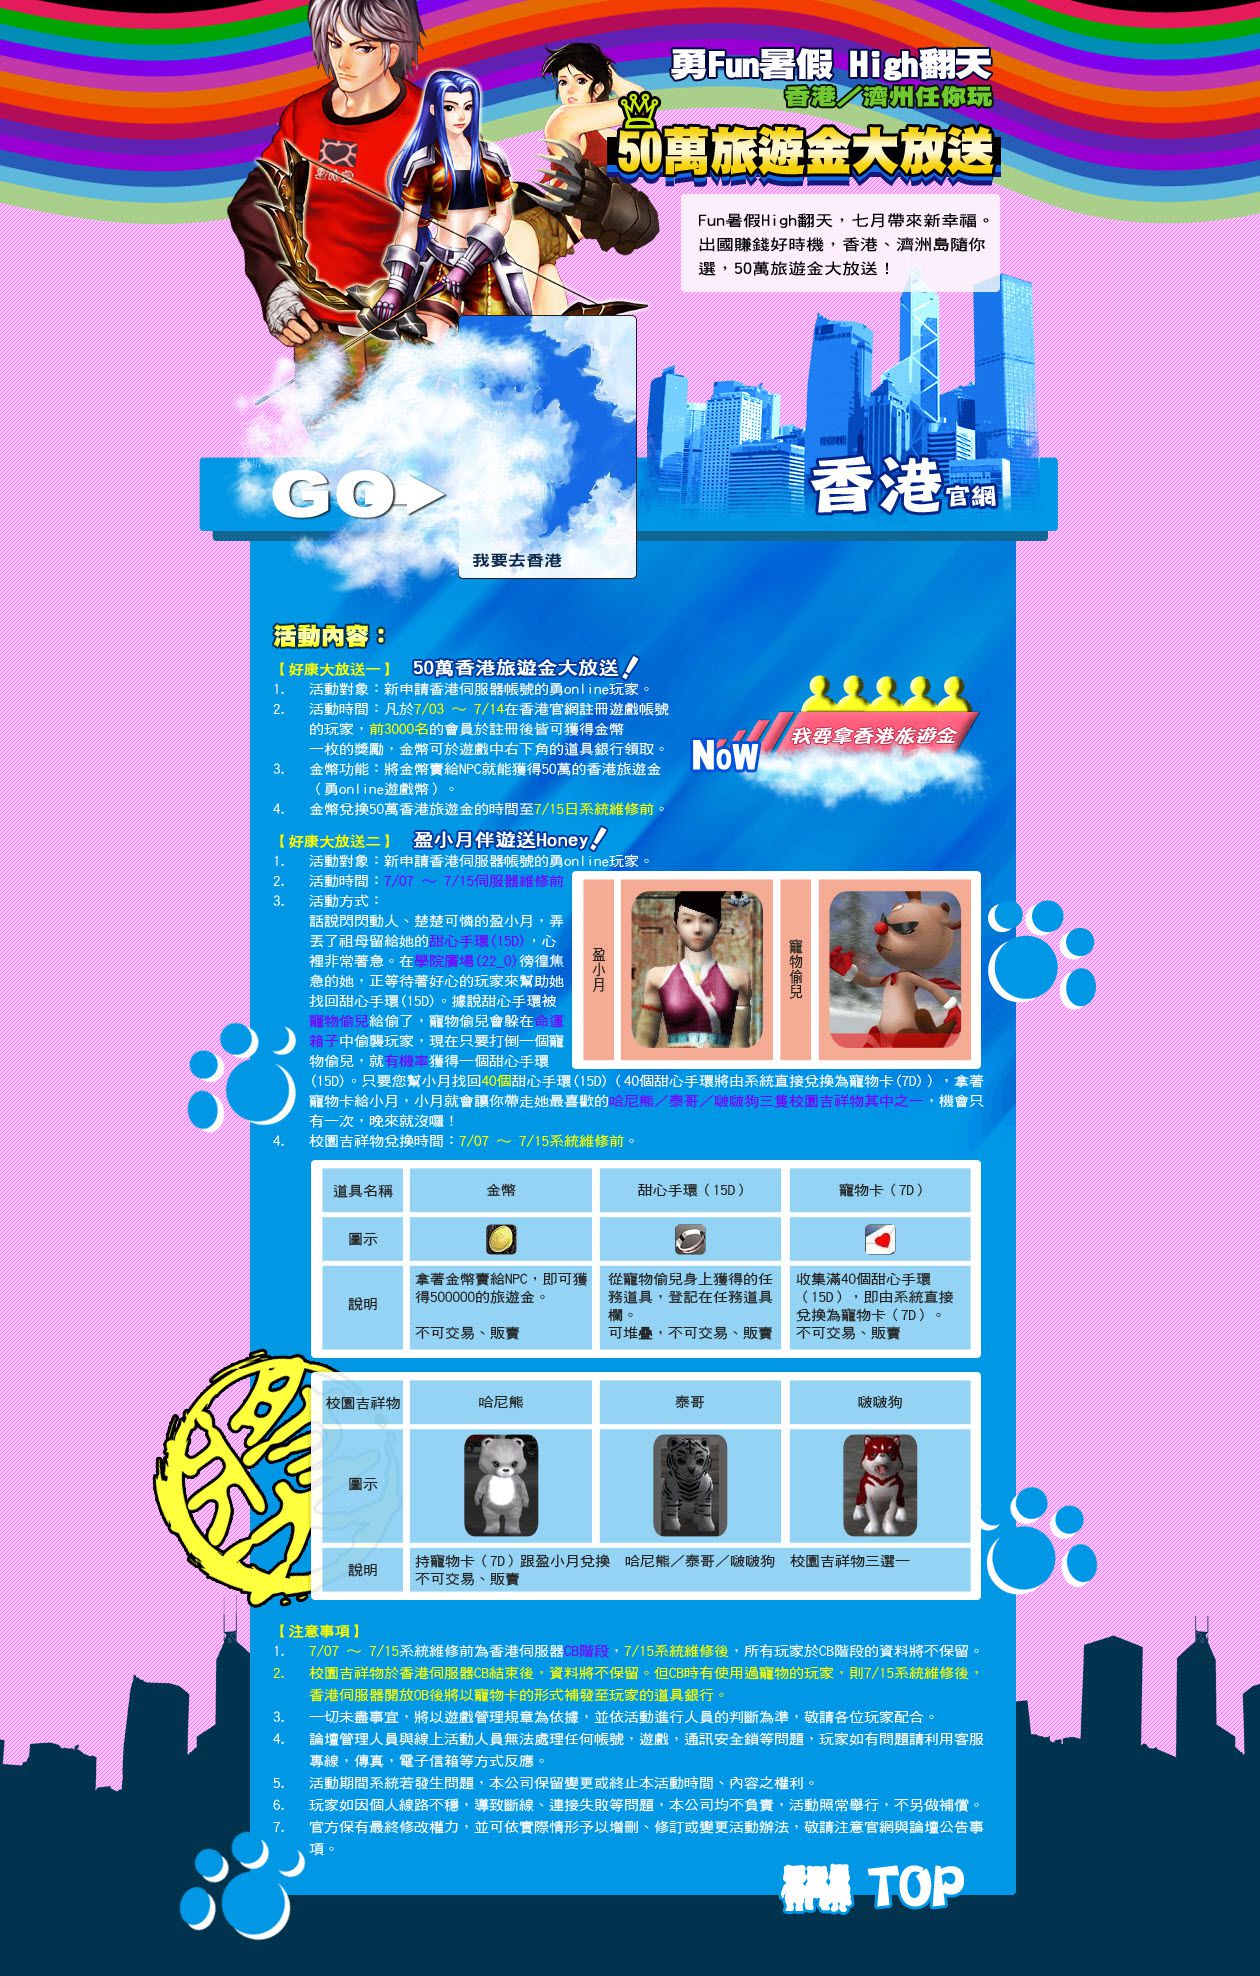 勇Fun暑假 High翻天
香港／濟州任你玩
50萬旅遊金大放送
Fun暑假High翻天，七月帶來新幸福。
出國賺錢好時機，香港、濟洲島隨你
選，50萬旅遊金大放送！
GO
香港官網
我要去香港
活動內容：
【好康大放送一】 50萬香港旅遊金大放送！
1. 活動對象：新申請香港伺服器帳號的勇online玩家。
2. 活動時間：凡於7/03 ～ 7/14在香港官網註冊遊戲帳號
的玩家，前3000名的會員於註冊後皆可獲得金幣
一枚的獎勵，金幣可於遊戲中右下角的道具銀行領取。
3. 金幣功能：將金幣賣給NPC就能獲得50萬的香港旅遊金
（勇online遊戲幣）。
4. 金幣兌換50萬香港旅遊金的時間至7/15日系統維修前。
Now 我要拿香港旅遊金
【好康大放送二】 盈小月伴遊送Honey！
1. 活動對象：新申請香港伺服器帳號的勇online玩家。
2. 活動時間：7/07 ～ 7/15伺服器維修前
3. 活動方式：
話說閃閃動人、楚楚可憐的盈小月，弄
丟了祖母留給她的甜心手環(15D)，心
裡非常著急。在學院廣場(22_0)徬徨焦
急的她，正等待著好心的玩家來幫助她
找回甜心手環(15D)。據說甜心手環被
寵物偷兒給偷了，寵物偷兒會躲在命運
箱子中偷襲玩家，現在只要打倒一個寵
物偷兒，就有機率獲得一個甜心手環
(15D)。只要您幫小月找回40個甜心手環(15D)（40個甜心手環將由系統直接兌換為寵物卡(7D)），拿著
寵物卡給小月，小月就會讓你帶走她最喜歡的哈尼熊／泰哥／啵啵狗三隻校園吉祥物其中之一，機會只
有一次，晚來就沒囉！
4. 校園吉祥物兌換時間：7/07 ～ 7/15系統維修前。
盈小月
寵物偷兒
道具名稱 金幣 甜心手環（15D） 寵物卡（7D）
圖示
說明
拿著金幣賣給NPC，即可獲
得500000的旅遊金。
不可交易、販賣
從寵物偷兒身上獲得的任
務道具，登記在任務道具
欄。
可堆疊，不可交易、販賣
收集滿40個甜心手環
（15D），即由系統直接
兌換為寵物卡（7D）。
不可交易、販賣
校園吉祥物 哈尼熊 泰哥 啵啵狗
圖示
說明
持寵物卡（7D）跟盈小月兌換 哈尼熊／泰哥／啵啵狗 校園吉祥物三選一
不可交易、販賣
【注意事項】
1. 7/07 ～ 7/15系統維修前為香港伺服器CB階段，7/15系統維修後，所有玩家於CB階段的資料將不保留。
2. 校園吉祥物於香港伺服器CB結束後，資料將不保留。但CB時有使用過寵物的玩家，則7/15系統維修後，
香港伺服器開放OB後將以寵物卡的形式補發至玩家的道具銀行。
3. 一切未盡事宜，將以遊戲管理規章為依據，並依活動進行人員的判斷為準，敬請各位玩家配合。
4. 論壇管理人員與線上活動人員無法處理任何帳號，遊戲，通訊安全鎖等問題，玩家如有問題請利用客服
專線，傳真，電子信箱等方式反應。
5. 活動期間系統若發生問題，本公司保留變更或終止本活動時間、內容之權利。
6. 玩家如因個人線路不穩，導致斷線、連接失敗等問題，本公司均不負責，活動照常舉行，不另做補償。
7. 官方保有最終修改權力，並可依實際情形予以增刪、修訂或變更活動辦法，敬請注意官網與論壇公告事
項。
TOP